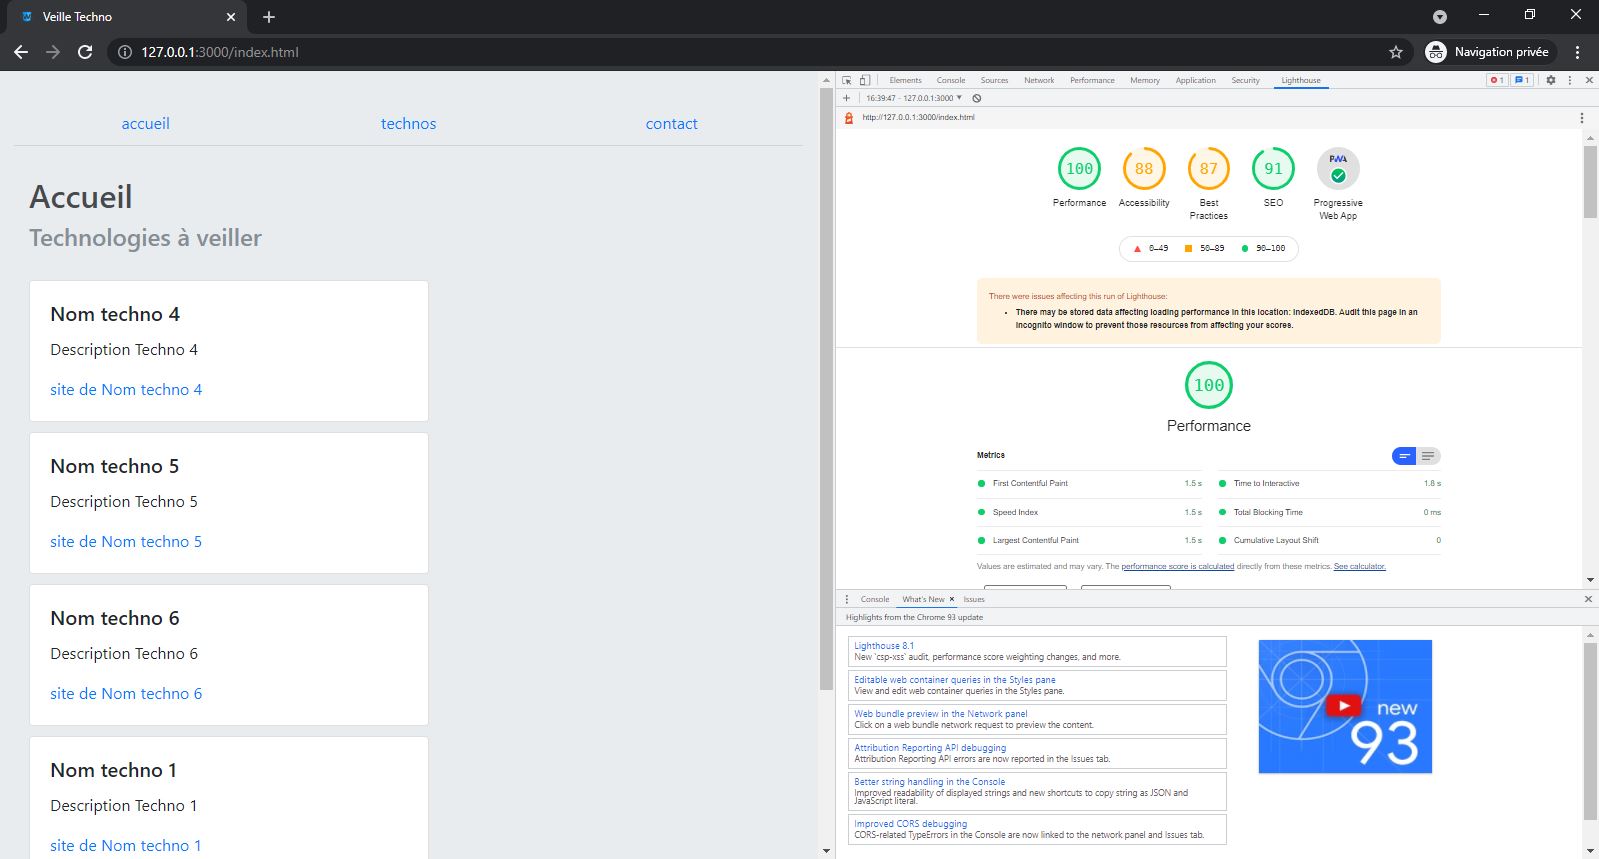 Veille Techno
127.0.0.1:3000/index.html
Navigation privée
accueil technos contact
Accueil
Technologies à veiller
Nom techno 4
Description Techno 4
site de Nom techno 4
Nom techno 5
Description Techno 5
site de Nom techno 5
Nom techno 6
Description Techno 6
site de Nom techno 6
Nom techno 1
Description Techno 1
site de Nom techno 1
Elements Console Sources Network Performance Memory Application Security Lighthouse 1 1
16:39:47 - 127.0.0.1:3000
http://127.0.0.1:3000/index.html
100 88 87 91 PWA
Performance Accessibility Best Practices SEO Progressive Web App
0–49 50–89 90–100
There were issues affecting this run of Lighthouse:
There may be stored data affecting loading performance in this location: IndexedDB. Audit this page in an
incognito window to prevent those resources from affecting your scores.
100
Performance
Metrics
First Contentful Paint 1.5 s Time to Interactive 1.8 s
Speed Index 1.5 s Total Blocking Time 0 ms
Largest Contentful Paint 1.5 s Cumulative Layout Shift 0
Values are estimated and may vary. The performance score is calculated directly from these metrics. See calculator.
Console What's New Issues
Highlights from the Chrome 93 update
Lighthouse 8.1
New `csp-xss` audit, performance score weighting changes, and more.
Editable web container queries in the Styles pane
View and edit web container queries in the Styles pane.
Web bundle preview in the Network panel
Click on a web bundle network request to preview the content.
Attribution Reporting API debugging
Attribution Reporting API errors are now reported in the Issues tab.
Better string handling in the Console
Improved readability of displayed strings and new shortcuts to copy string as JSON and
JavaScript literal.
Improved CORS debugging
CORS-related TypeErrors in the Console are now linked to the network panel and Issues tab.
new
93